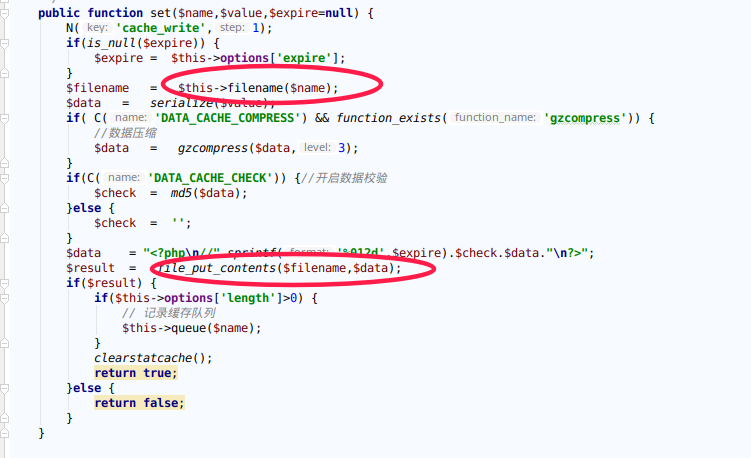 public function set($name,$value,$expire=null) {
N( key: 'cache_write', step: 1);
if(is_null($expire)) {
$expire = $this->options['expire'];
}
$filename = $this->filename($name);
$data = serialize($value);
if( C( name: 'DATA_CACHE_COMPRESS') && function_exists( function_name: 'gzcompress')) {
//数据压缩
$data = gzcompress($data, level: 3);
}
if(C( name: 'DATA_CACHE_CHECK')) {//开启数据校验
$check = md5($data);
}else {
$check = '';
}
$data = "<?php\n//".sprintf( format: '%012d',$expire).$check.$data."\n?>";
$result = file_put_contents($filename,$data);
if($result) {
if($this->options['length']>0) {
// 记录缓存队列
$this->queue($name);
}
clearstatcache();
return true;
}else {
return false;
}
}